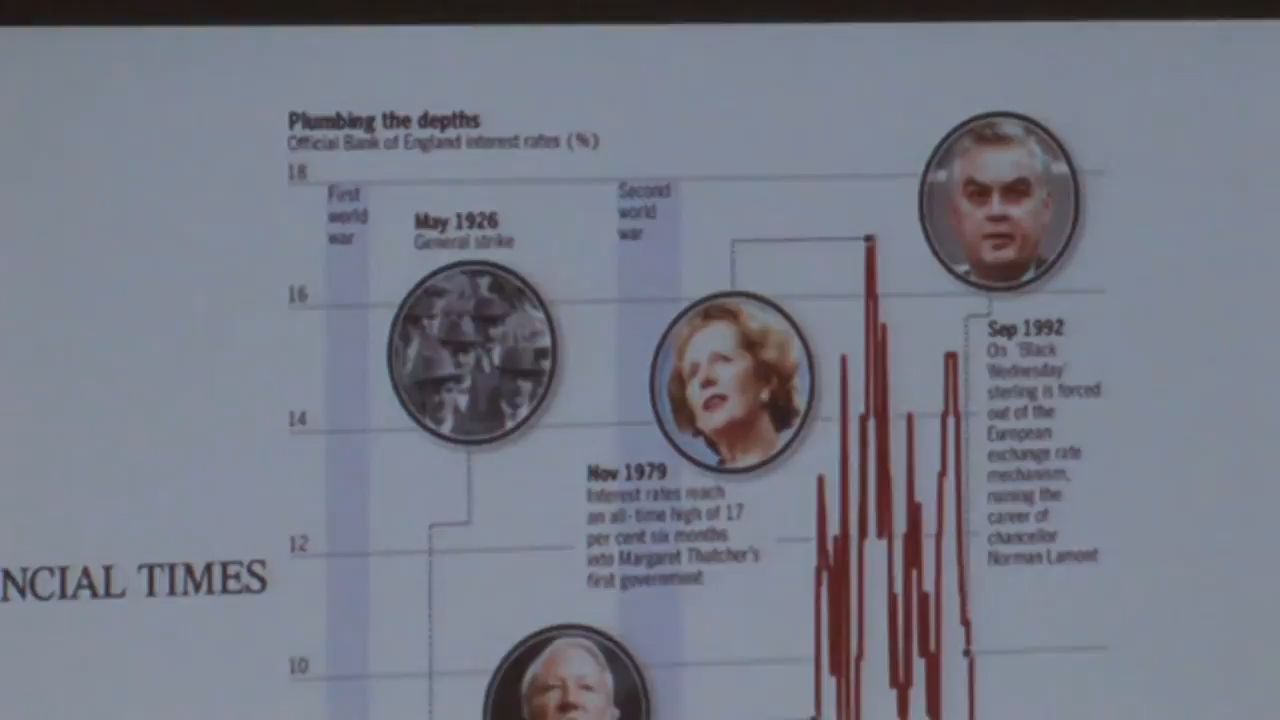 Plumbing the depths
Official Bank of England interest rates (%)
18
First
world
war
May 1926
General strike
Second
world
war
16
14
12
10
Nov 1979
Interest rates reach
an all-time high of 17
per cent six months
into Margaret Thatcher's
first government
Sep 1992
On 'Black
Wednesday'
sterling is forced
out of the
European
exchange rate
mechanism,
ruining the
career of
chancellor
Norman Lamont
NCIAL TIMES